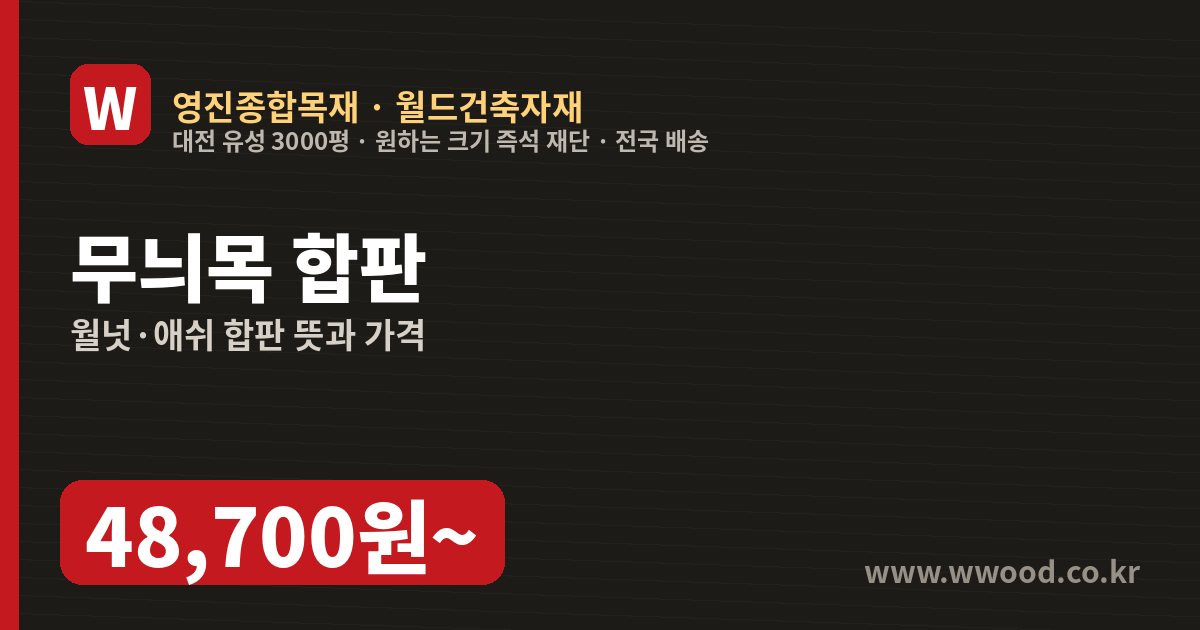 W
영진종합목재 · 월드건축자재
대전 유성 3000평 · 원하는 크기 즉석 재단 · 전국 배송
무늬목 합판
월넛·애쉬 합판 뜻과 가격
48,700원~
www.wwood.co.kr